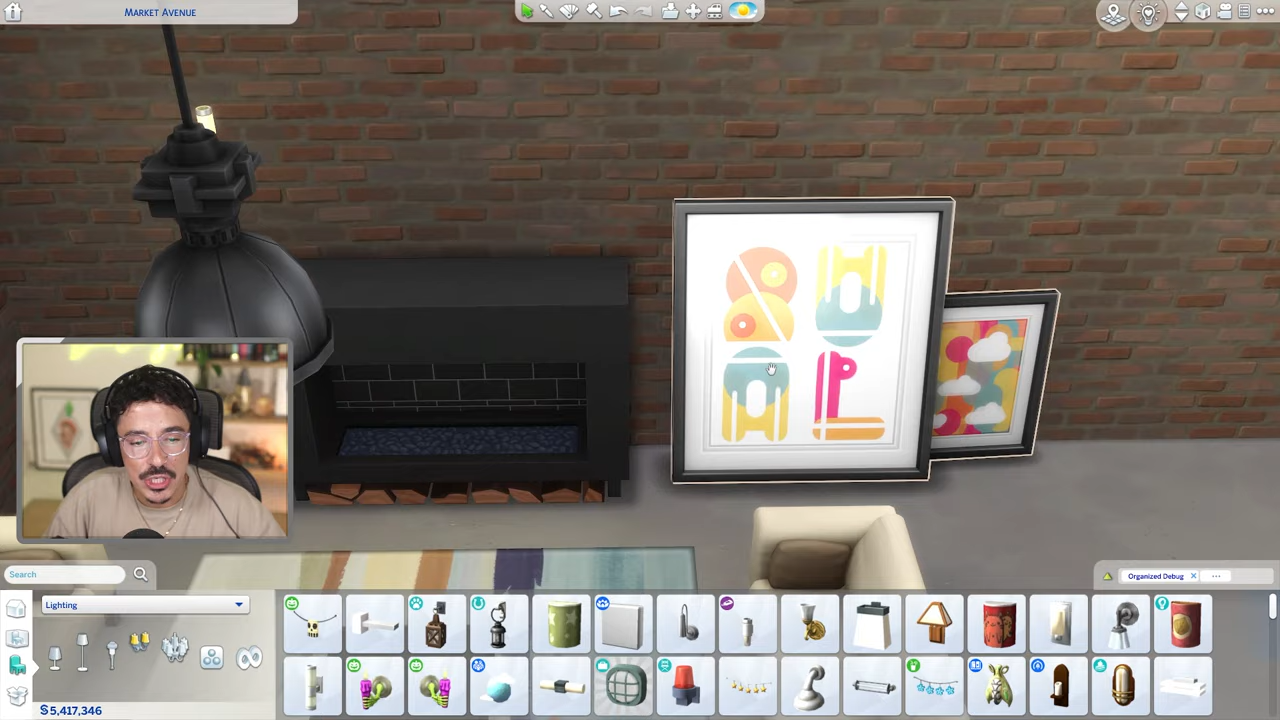 Market Avenue
Search
Organized Debug
Lighting
§5,417,346